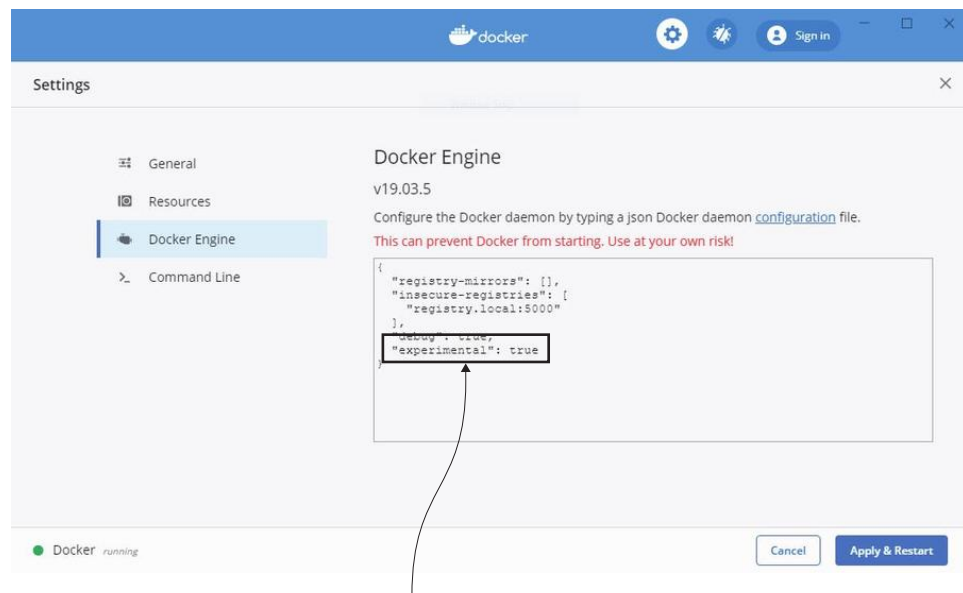 docker
Sign in
Settings
General
Resources
Docker Engine
Command Line
Docker Engine
v19.03.5
Configure the Docker daemon by typing a json Docker daemon configuration file.
This can prevent Docker from starting. Use at your own risk!
{
"registry-mirrors": [],
"insecure-registries": [
"registry.local:5000"
],
"debug": true,
"experimental": true
}
Docker running
Cancel
Apply & Restart